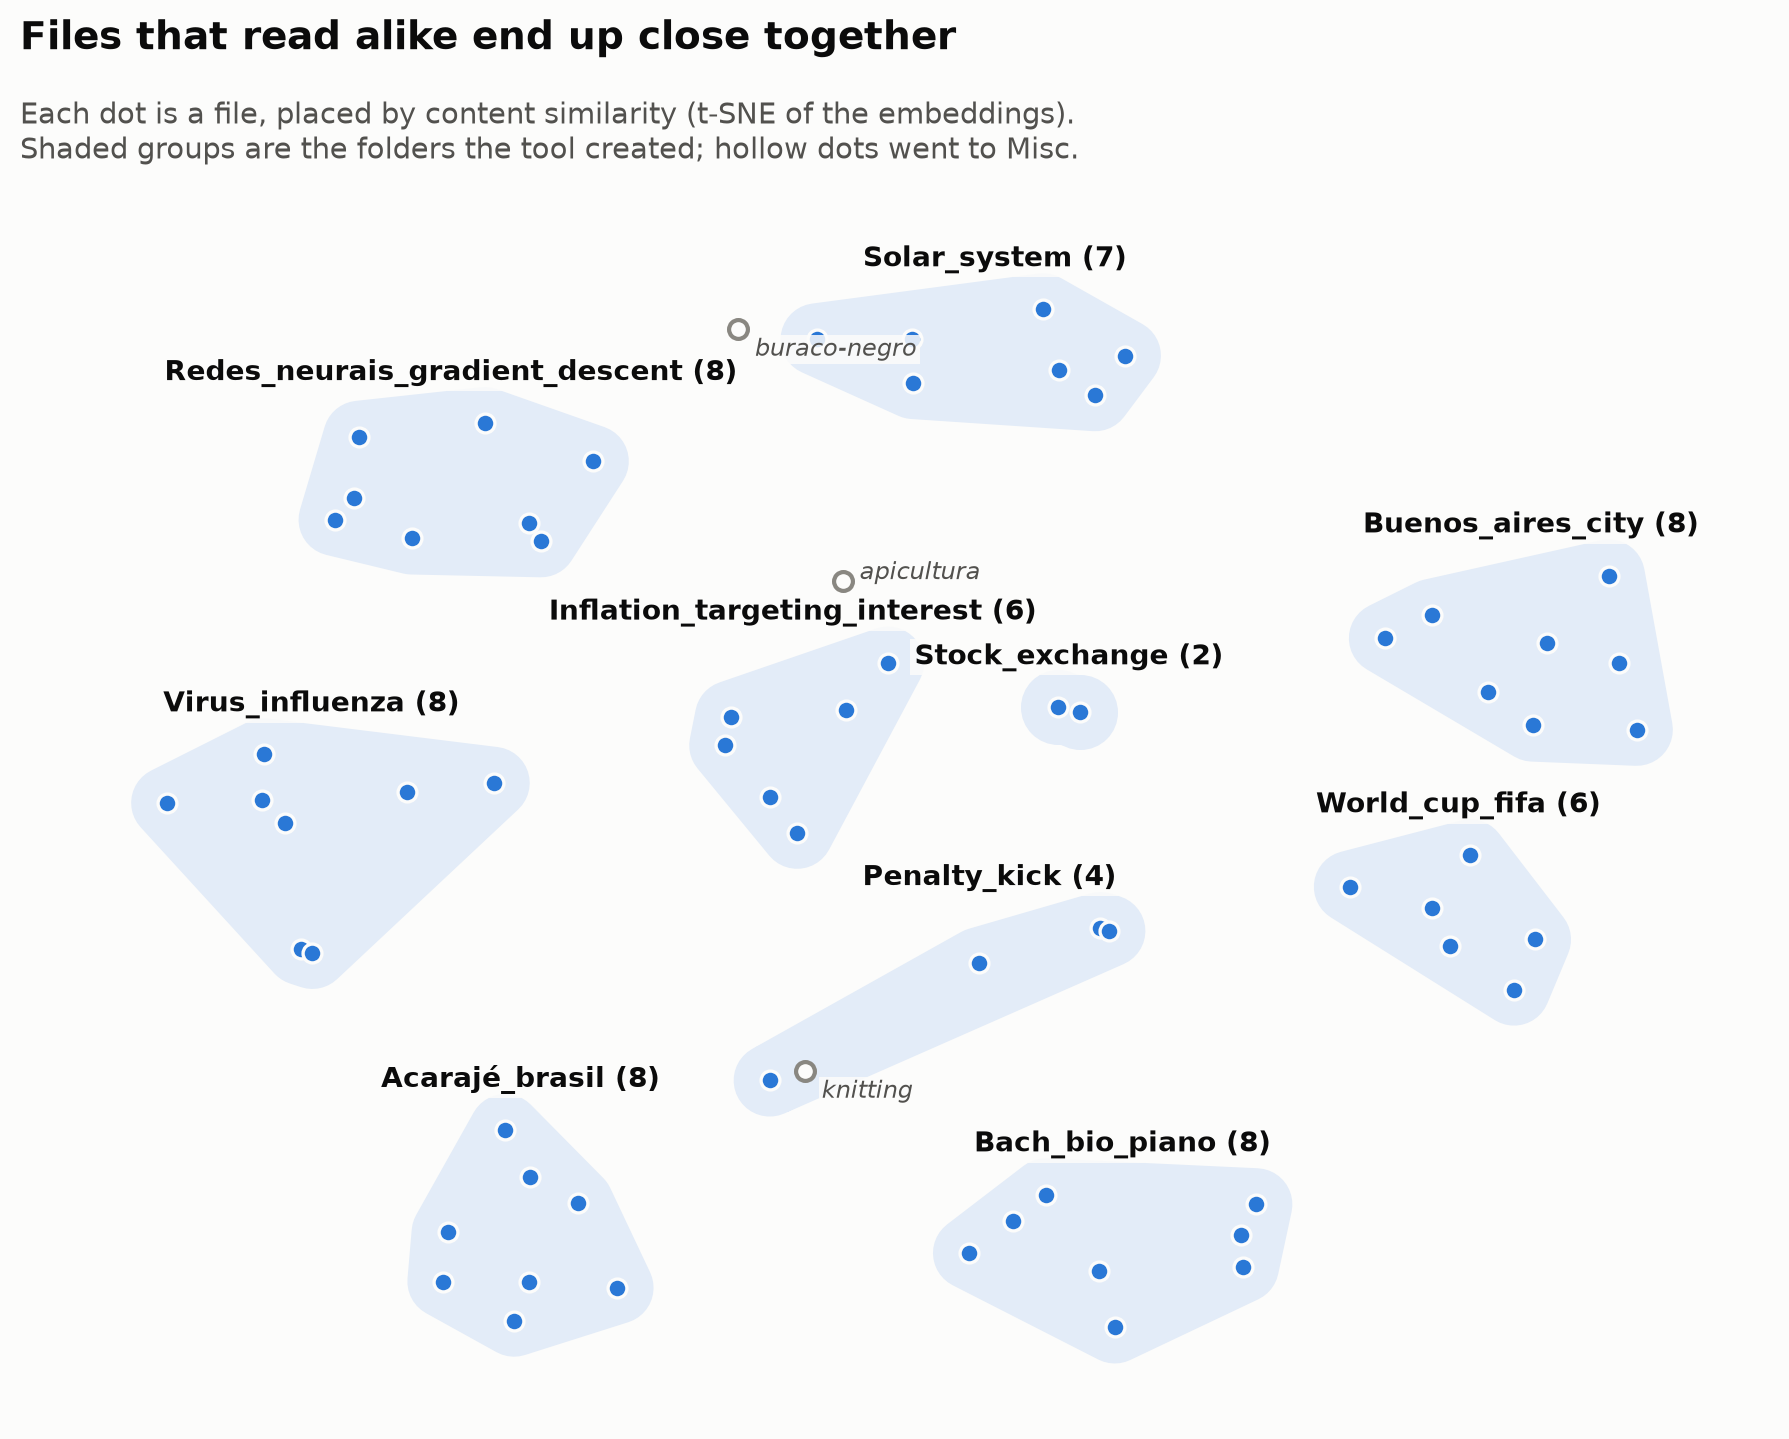 Files that read alike end up close together
Each dot is a file, placed by content similarity (t-SNE of the embeddings).
Shaded groups are the folders the tool created; hollow dots went to Misc.
Solar_system (7)
buraco-negro
Redes_neurais_gradient_descent (8)
Buenos_aires_city (8)
apicultura
Inflation_targeting_interest (6)
Stock_exchange (2)
Virus_influenza (8)
World_cup_fifa (6)
Penalty_kick (4)
Acarajé_brasil (8)
knitting
Bach_bio_piano (8)